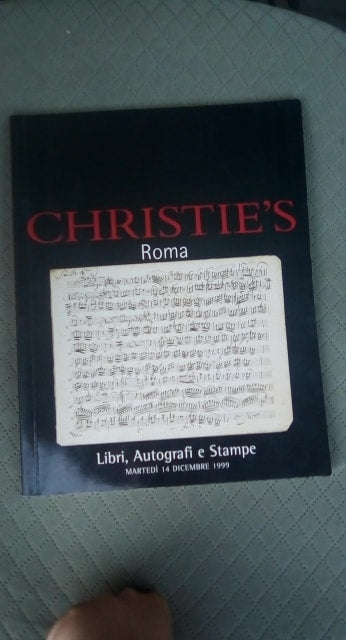 CHRISTIE'S
Roma
Libri, Autografi e Stampe
MARTEDÌ 14 DICEMBRE 1999